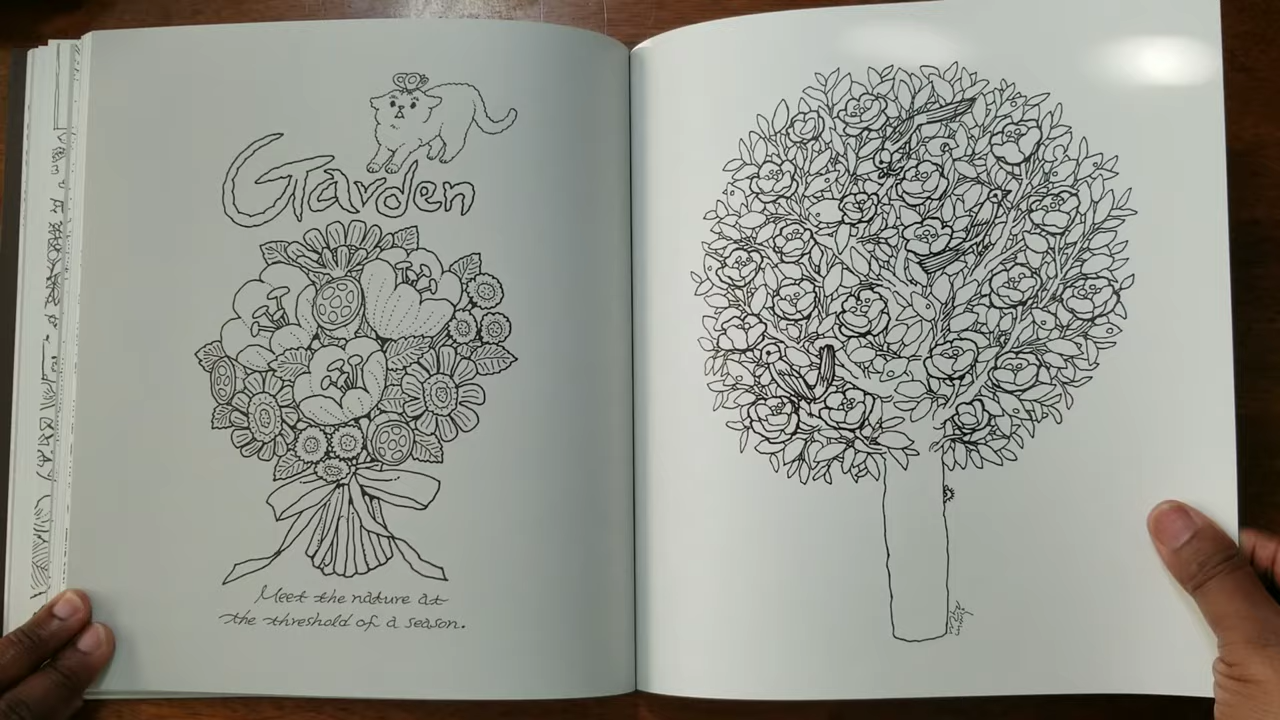 Garden
Meet the nature at
the threshold of a season.